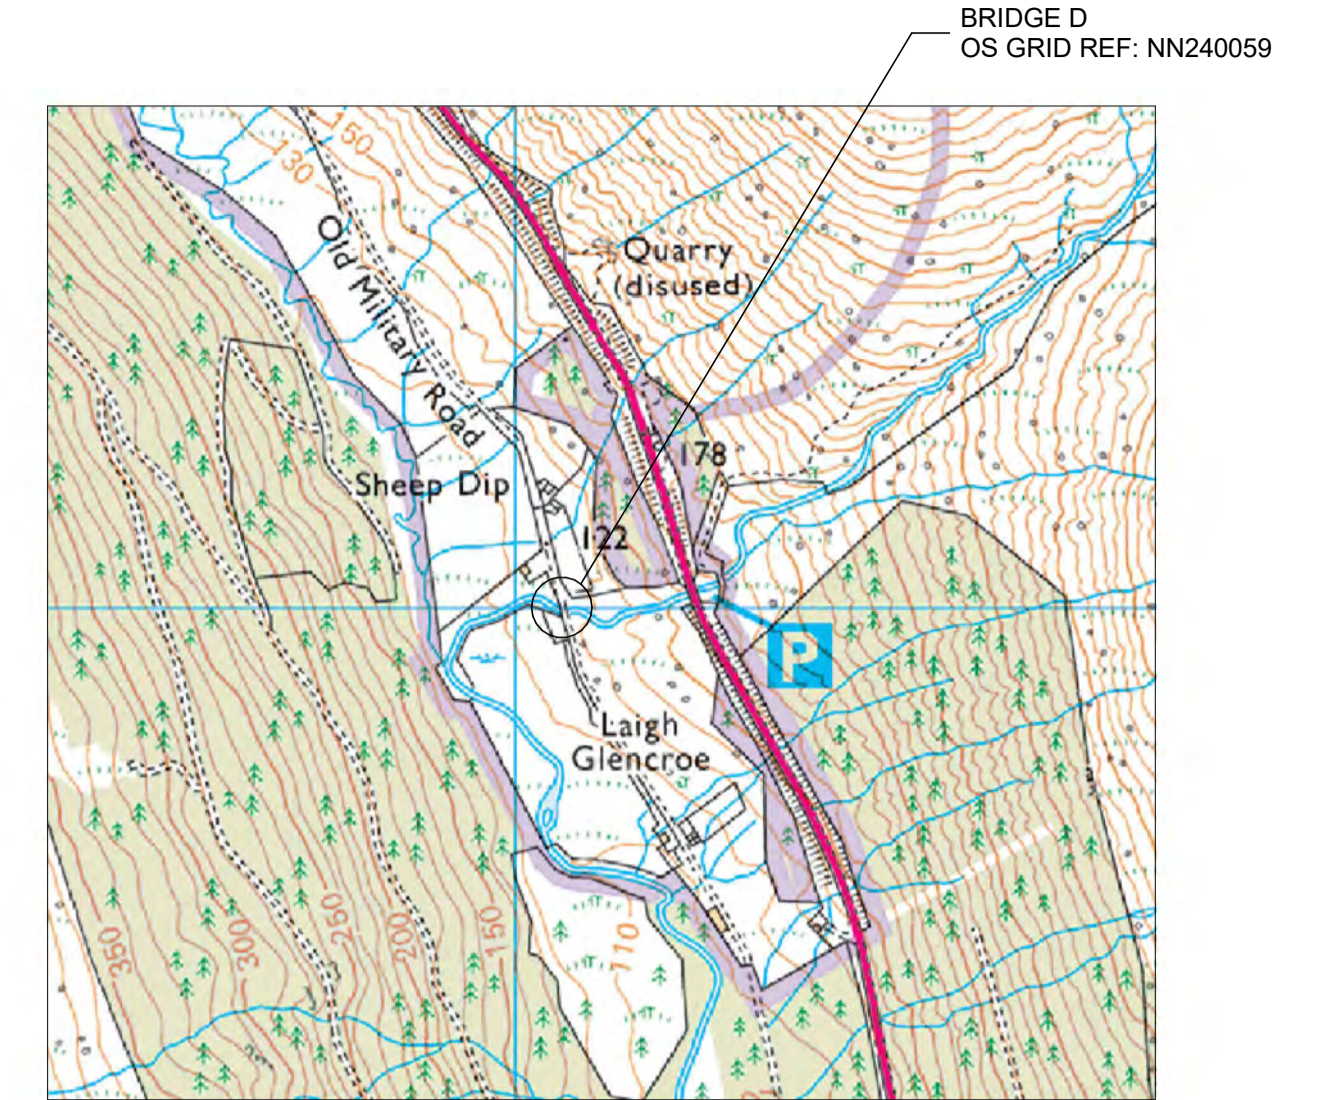 BRIDGE D
OS GRID REF: NN240059
150
130
Old Military Road
Quarry
(disused)
178
Sheep Dip
122
P
Laigh
Glencroe
350
300
250
200
150
110